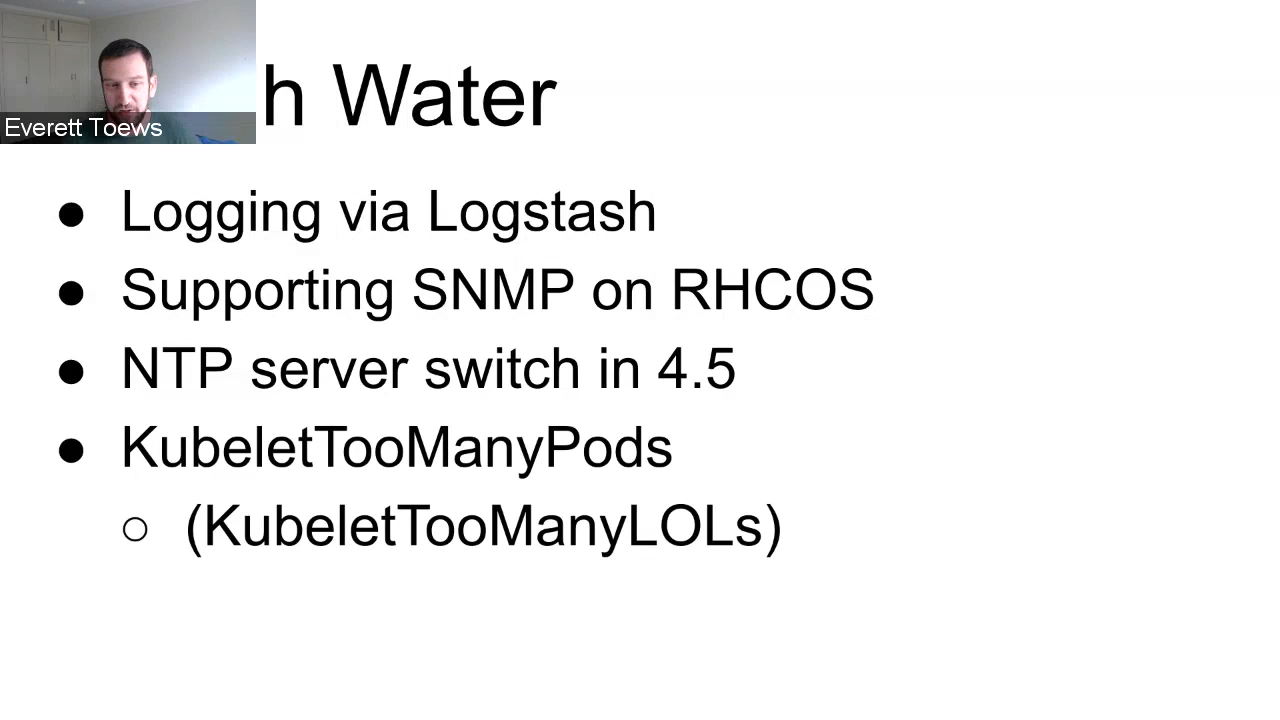 h Water
Everett Toews
● Logging via Logstash
● Supporting SNMP on RHCOS
● NTP server switch in 4.5
● KubeletTooManyPods
○ (KubeletTooManyLOLs)